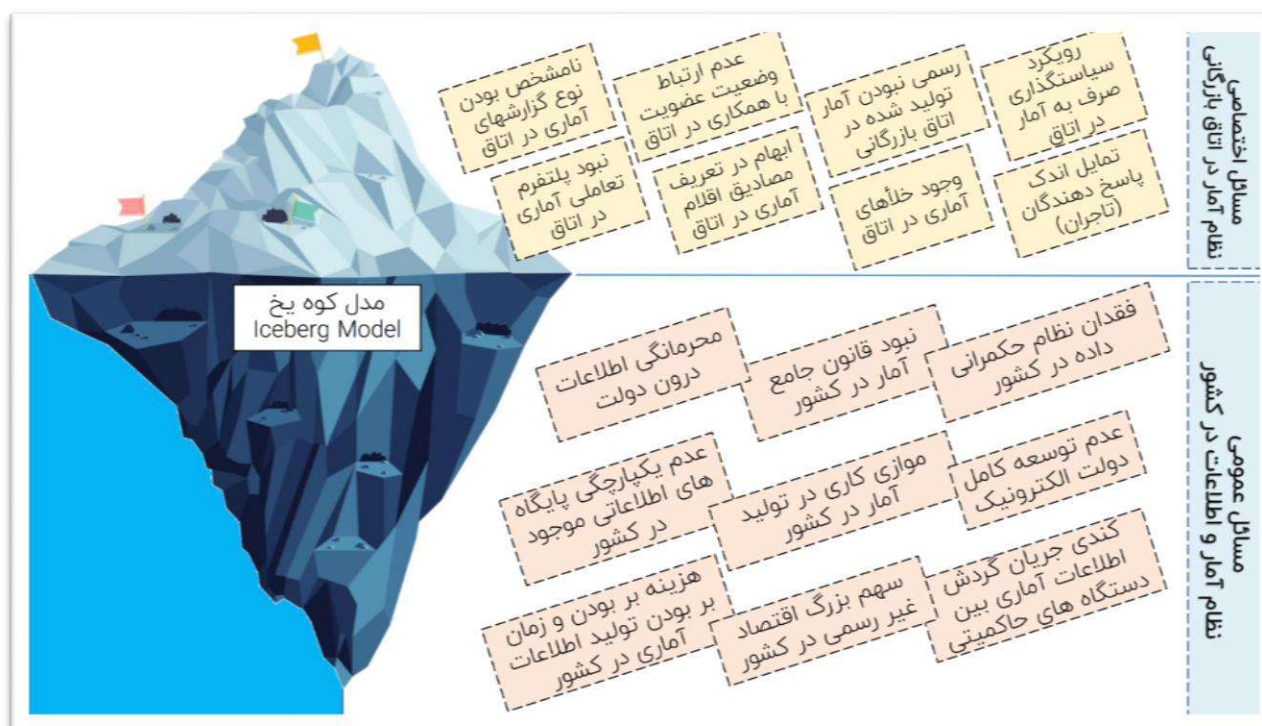 مسائل اختصاصی
نظام آمار در اتاق بازرگانی
رویکرد
سیاستگذاری
صرف به آمار
در اتاق
رسمی نبودن آمار
تولید شده در
اتاق بازرگانی
عدم ارتباط
وضعیت عضویت
با همکاری در اتاق
نامشخص بودن
نوع گزارشهای
آماری در اتاق
تمایل اندک
پاسخ دهندگان
(تاجران)
وجود خلأهای
آماری در اتاق
ابهام در تعریف
مصادیق اقلام
آماری در اتاق
نبود پلتفرم
تعاملی آماری
در اتاق
مدل کوه یخ
Iceberg Model
مسائل عمومی
نظام آمار و اطلاعات در کشور
فقدان نظام حکمرانی
داده در کشور
نبود قانون جامع
آمار در کشور
محرمانگی اطلاعات
درون دولت
عدم توسعه کامل
دولت الکترونیک
موازی کاری در تولید
آمار در کشور
عدم یکپارچگی پایگاه
های اطلاعاتی موجود
در کشور
کندی جریان گردش
اطلاعات آماری بین
دستگاه های حاکمیتی
سهم بزرگ اقتصاد
غیر رسمی در کشور
هزینه بر بودن و زمان
بر بودن تولید اطلاعات
آماری در کشور